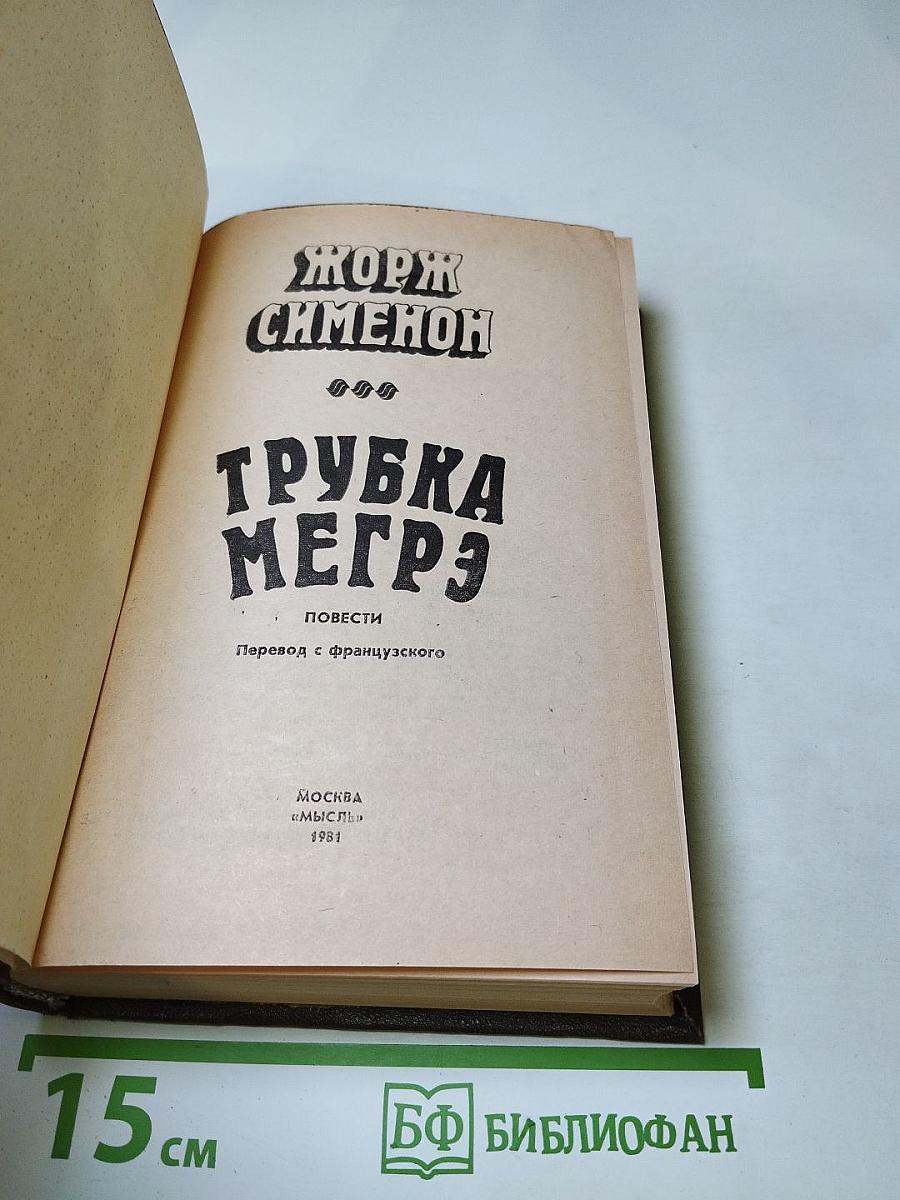 ЖОРЖ
СИМЕНОН
ТРУБКА
МЕГРЭ
ПОВЕСТИ
Перевод с французского
МОСКВА
«МЫСЛЬ»
1981
15 см
БФ БИБЛИОФАН